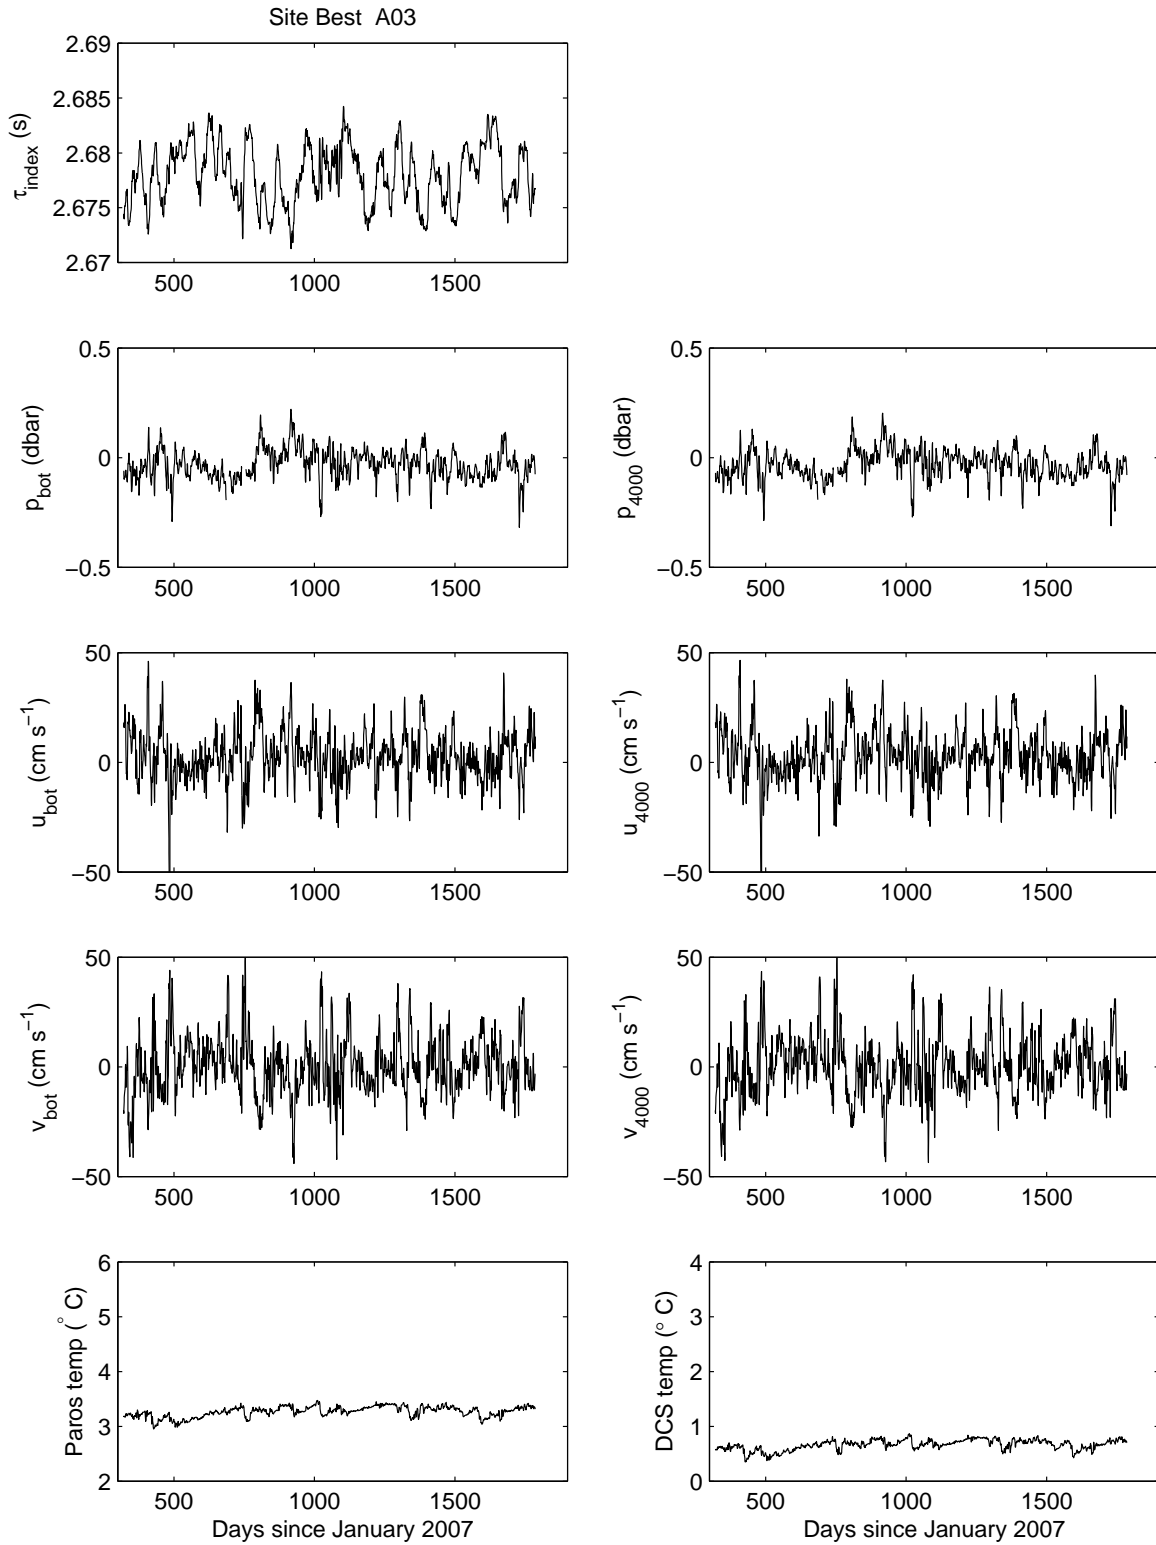 Site Best A03
2.69
2.685
2.68
2.675
2.67
τindex (s)
500 1000 1500
0.5
0
−0.5
pbot (dbar)
500 1000 1500
0.5
0
−0.5
p4000 (dbar)
500 1000 1500
50
0
−50
ubot (cm s−1)
500 1000 1500
50
0
−50
u4000 (cm s−1)
500 1000 1500
50
0
−50
vbot (cm s−1)
500 1000 1500
50
0
−50
v4000 (cm s−1)
500 1000 1500
6
5
4
3
2
Paros temp (° C)
500 1000 1500
Days since January 2007
4
3
2
1
0
DCS temp (° C)
500 1000 1500
Days since January 2007